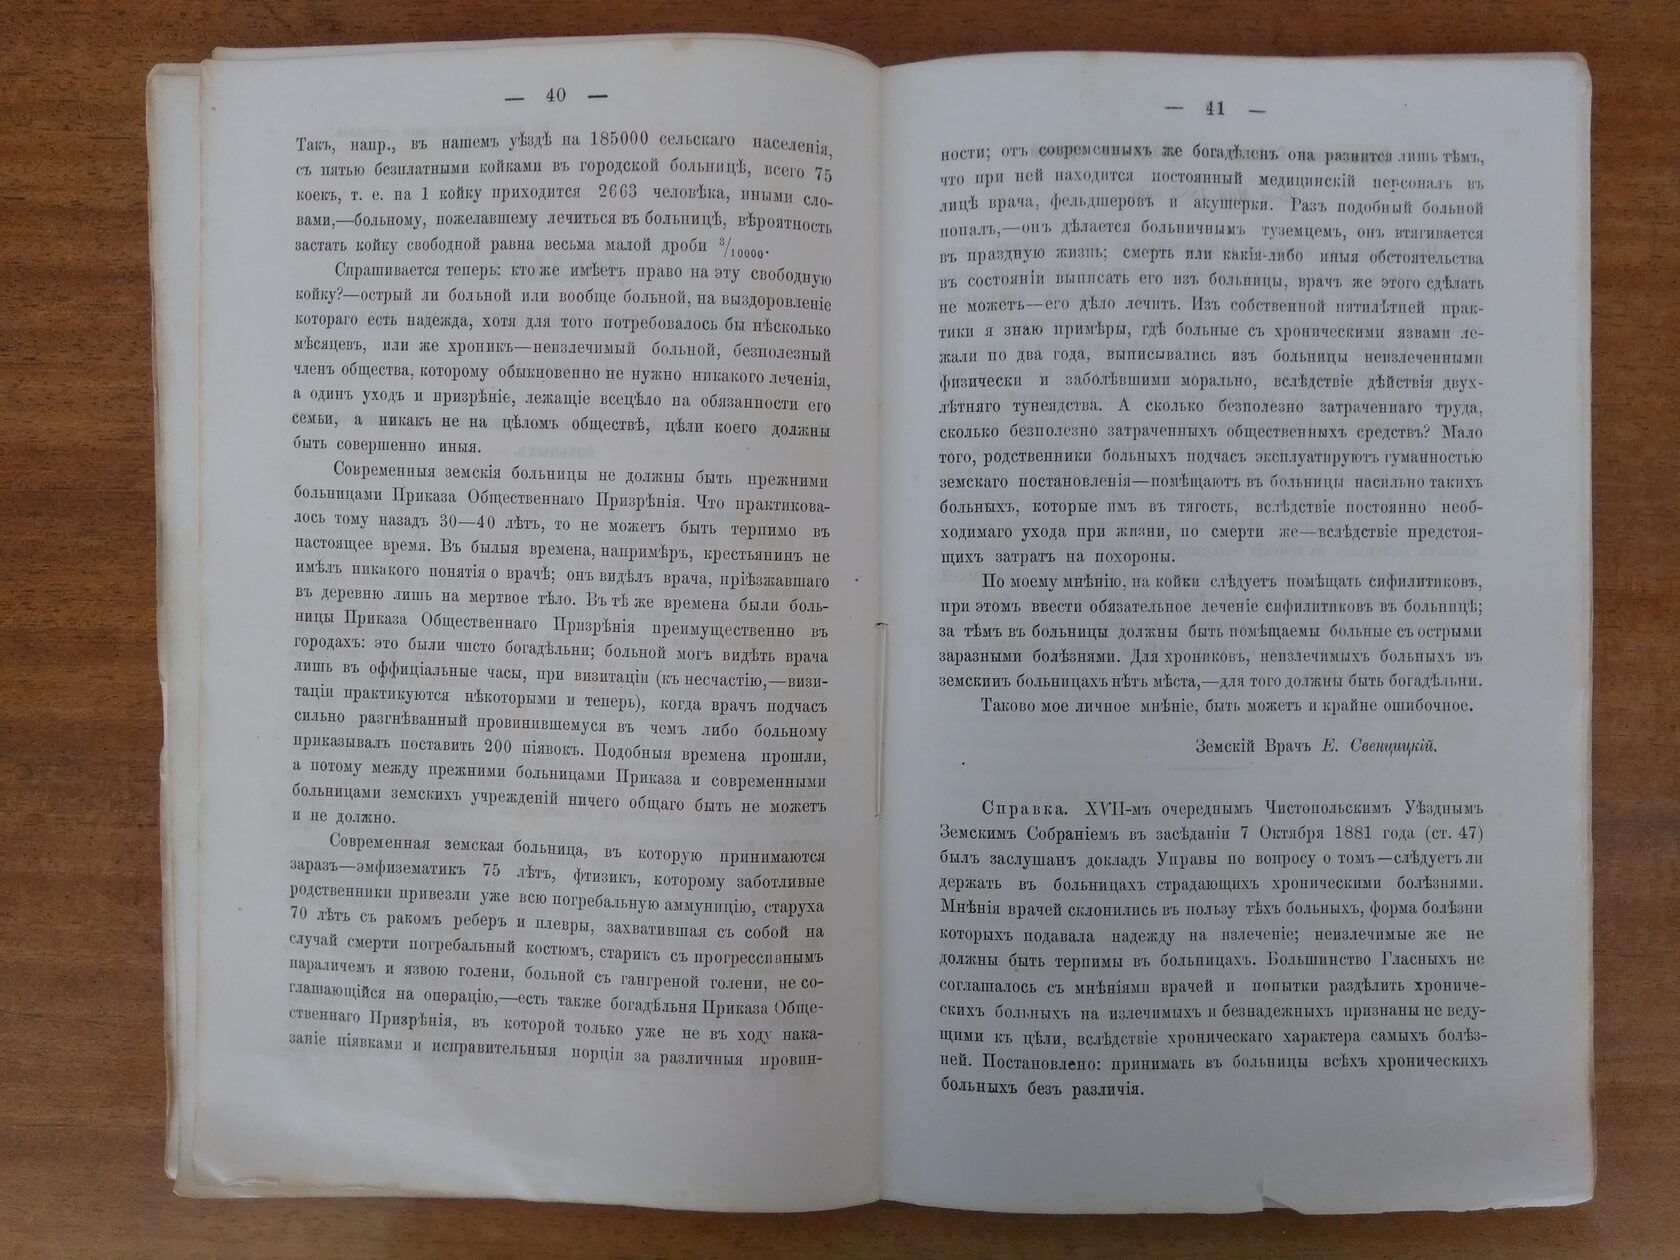 — 40 —
Такъ, напр., въ нашемъ уѣздѣ на 185000 сельскаго населенія,
съ пятью безплатными койками въ городской больницѣ, всего 75
коек, т. е. на 1 койку приходится 2663 человѣка, иными сло-
вами,—больному, пожелавшему лечиться въ больницѣ, вѣроятность
застать койку свободной равна весьма малой дроби 3/10000.
Спрашивается теперь: кто же имѣетъ право на эту свободную
койку?—острый ли больной или вообще больной, на выздоровленіе
котораго есть надежда, хотя для того потребовалось бы нѣсколько
мѣсяцевъ, или же хроникъ—неизлечимый больной, безполезный
членъ общества, которому обыкновенно не нужно никакого леченія,
а одинъ уходъ и призрѣніе, лежащіе всецѣло на обязанности его
семьи, а никакъ не на цѣломъ обществѣ, цѣли коего должны
быть совершенно иныя.
Современныя земскія больницы не должны быть прежними
больницами Приказа Общественнаго Призрѣнія. Что практикова-
лось тому назадъ 30—40 лѣтъ, то не можетъ быть терпимо въ
настоящее время. Въ былыя времена, напримѣръ, крестьянинъ не
имѣлъ никакого понятія о врачѣ; онъ видѣлъ врача, пріѣзжавшаго
въ деревню лишь на мертвое тѣло. Въ тѣ же времена были боль-
ницы Приказа Общественнаго Призрѣнія преимущественно въ
городахъ: это были чисто богадѣльни; больной могъ видѣть врача
лишь въ оффиціальные часы, при визитаціи (къ несчастію,—визи-
таціи практикуются нѣкоторыми и теперь), когда врачъ подчасъ
сильно разгнѣванный провинившемуся въ чемъ либо больному
приказывалъ поставить 200 піявокъ. Подобныя времена прошли,
а потому между прежними больницами Приказа и современными
больницами земскихъ учрежденій ничего общаго быть не можетъ
и не должно.
Современная земская больница, въ которую принимаются
заразъ—эмфизематикъ 75 лѣтъ, фтизикъ, которому заботливые
родственники привезли уже всю погребальную аммуницію, старуха
70 лѣтъ съ ракомъ реберъ и плевры, захватившая съ собой на
случай смерти погребальный костюмъ, старикъ съ прогрессивнымъ
параличемъ и язвою голени, больной съ гангреной голени, не со-
глашающійся на операцію,—есть также богадѣльня Приказа Обще-
ственнаго Призрѣнія, въ которой только уже не въ ходу нака-
заніе піявками и исправительныя порціи за различныя провин-
— 41 —
ности; отъ современныхъ же богадѣленъ она разнится лишь тѣмъ,
что при ней находится постоянный медицинскій персоналъ въ
лицѣ врача, фельдшеровъ и акушерки. Разъ подобный больной
попалъ,—онъ дѣлается больничнымъ туземцемъ, онъ втягивается
въ праздную жизнь; смерть или какія-либо иныя обстоятельства
въ состояніи выписать его изъ больницы, врачъ же этого сдѣлать
не можетъ—его дѣло лечить. Изъ собственной пятилѣтней прак-
тики я знаю примѣры, гдѣ больные съ хроническими язвами ле-
жали по два года, выписывались изъ больницы неизлеченными
физически и заболѣвшими морально, вслѣдствіе дѣйствія двух-
лѣтняго тунеядства. А сколько безполезно затраченнаго труда,
сколько безполезно затраченныхъ общественныхъ средствъ? Мало
того, родственники больныхъ подчасъ эксплуатируютъ гуманностью
земскаго постановленія—помѣщаютъ въ больницы насильно такихъ
больныхъ, которые имъ въ тягость, вслѣдствіе постоянно необ-
ходимаго ухода при жизни, по смерти же—вслѣдствіе предстоя-
щихъ затратъ на похороны.
По моему мнѣнію, на койки слѣдуетъ помѣщать сифилитиковъ,
при этомъ ввести обязательное леченіе сифилитиковъ въ больницѣ;
за тѣмъ въ больницы должны быть помѣщаемы больные съ острыми
заразными болѣзнями. Для хрониковъ, неизлечимыхъ больныхъ въ
земскиъ больницахъ нѣтъ мѣста,—для того должны быть богадѣльни.
Таково мое личное мнѣніе, быть можетъ и крайне ошибочное.
Земскій Врачъ Е. Свенцицкій.
Справка. XVII-мъ очереднымъ Чистопольскимъ Уѣзднымъ
Земскимъ Собраніемъ въ засѣданіи 7 Октября 1881 года (ст. 47)
былъ заслушанъ докладъ Управы по вопросу о томъ—слѣдуетъ ли
держать въ больницахъ страдающихъ хроническими болѣзнями.
Мнѣнія врачей склонились въ пользу тѣхъ больныхъ, форма болѣзни
которыхъ подавала надежду на излеченіе; неизлечимые же не
должны быть терпимы въ больницахъ. Большинство Гласныхъ не
соглашалось съ мнѣніями врачей и попытки раздѣлить хрониче-
скихъ больныхъ на излечимыхъ и безнадежныхъ признаны не веду-
щими къ цѣли, вслѣдствіе хроническаго характера самыхъ болѣз-
ней. Постановлено: принимать въ больницы всѣхъ хроническихъ
больныхъ безъ различія.